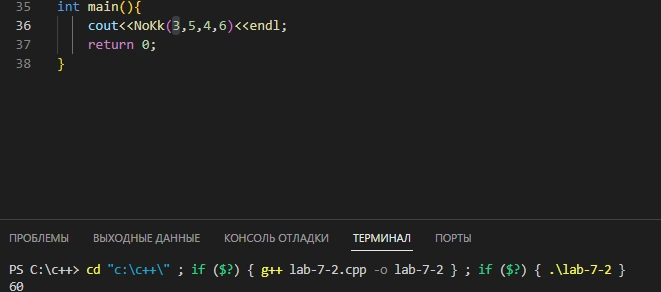 35 int main(){
36 cout<<NoKk(3,5,4,6)<<endl;
37 return 0;
38 }
ПРОБЛЕМЫ ВЫХОДНЫЕ ДАННЫЕ КОНСОЛЬ ОТЛАДКИ ТЕРМИНАЛ ПОРТЫ
PS C:\c++> cd "c:\c++\" ; if ($?) { g++ lab-7-2.cpp -o lab-7-2 } ; if ($?) { .\lab-7-2 }
60